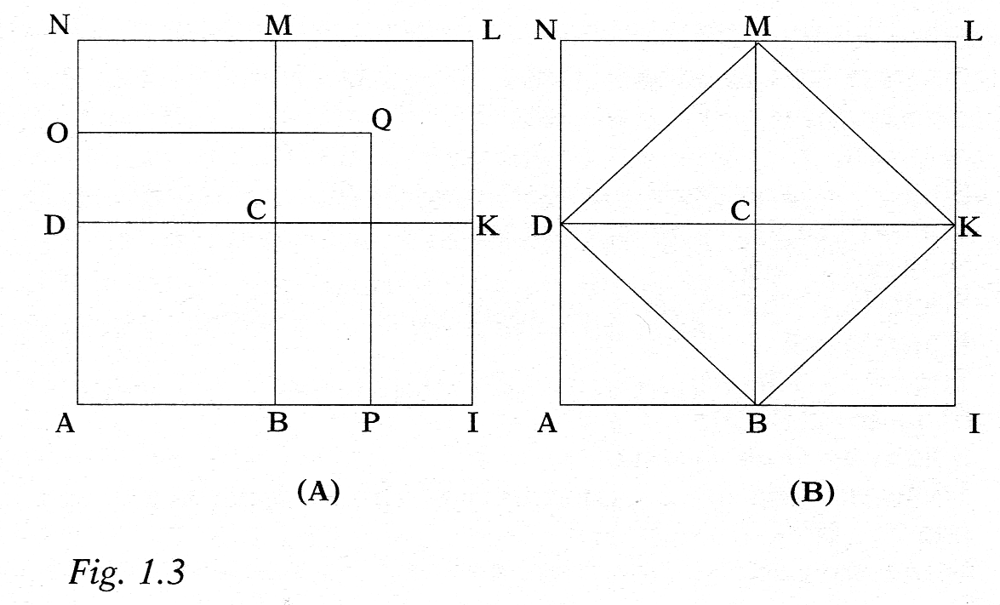 N M L N M L
O Q
D C K D C K
A B P I A B I
(A) (B)
Fig. 1.3